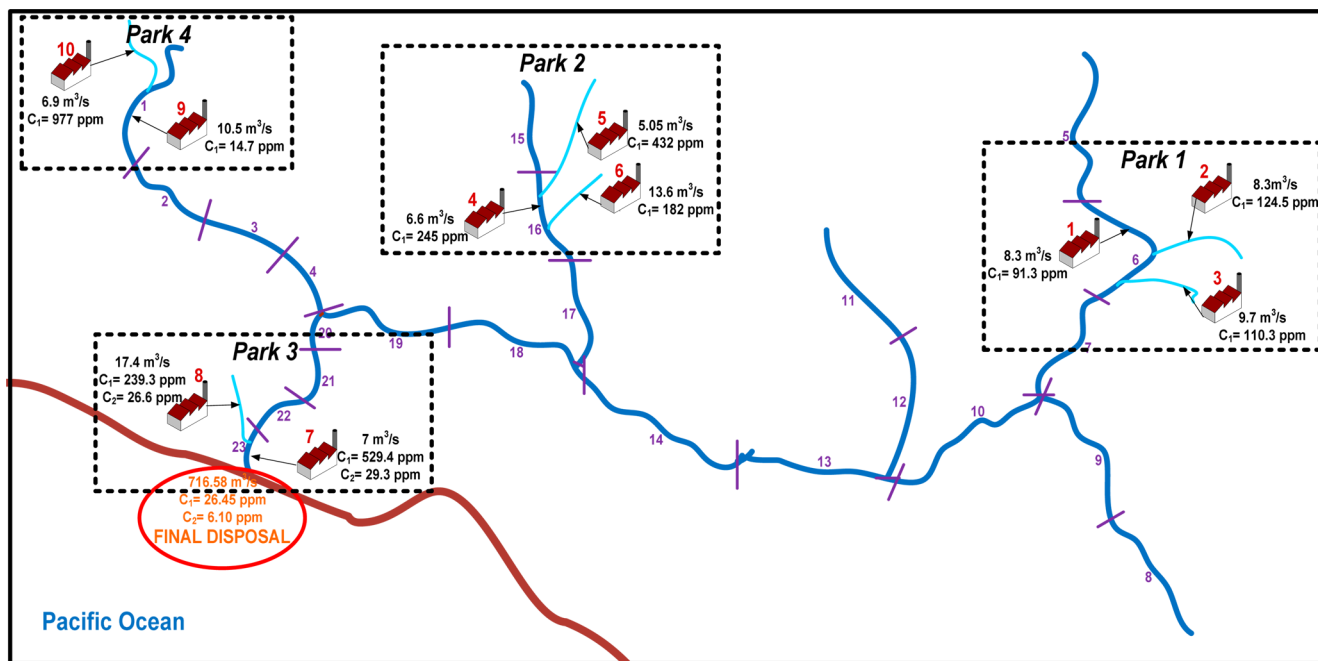 Park 4
10
6.9 m³/s
C₁= 977 ppm
1
9
10.5 m³/s
C₁= 14.7 ppm
2
3
4
Park 2
15
5
5.05 m³/s
C₁= 432 ppm
6
13.6 m³/s
C₁= 182 ppm
4
6.6 m³/s
C₁= 245 ppm
16
17
5
Park 1
2
8.3m³/s
C₁= 124.5 ppm
1
8.3 m³/s
C₁= 91.3 ppm
6
3
9.7 m³/s
C₁= 110.3 ppm
7
11
12
20
19
18
Park 3
17.4 m³/s
C₁= 239.3 ppm
C₂= 26.6 ppm
8
21
22
23
7
7 m³/s
C₁= 529.4 ppm
C₂= 29.3 ppm
14
13
10
9
8
716.58 m³/s
C₁= 26.45 ppm
C₂= 6.10 ppm
FINAL DISPOSAL
Pacific Ocean